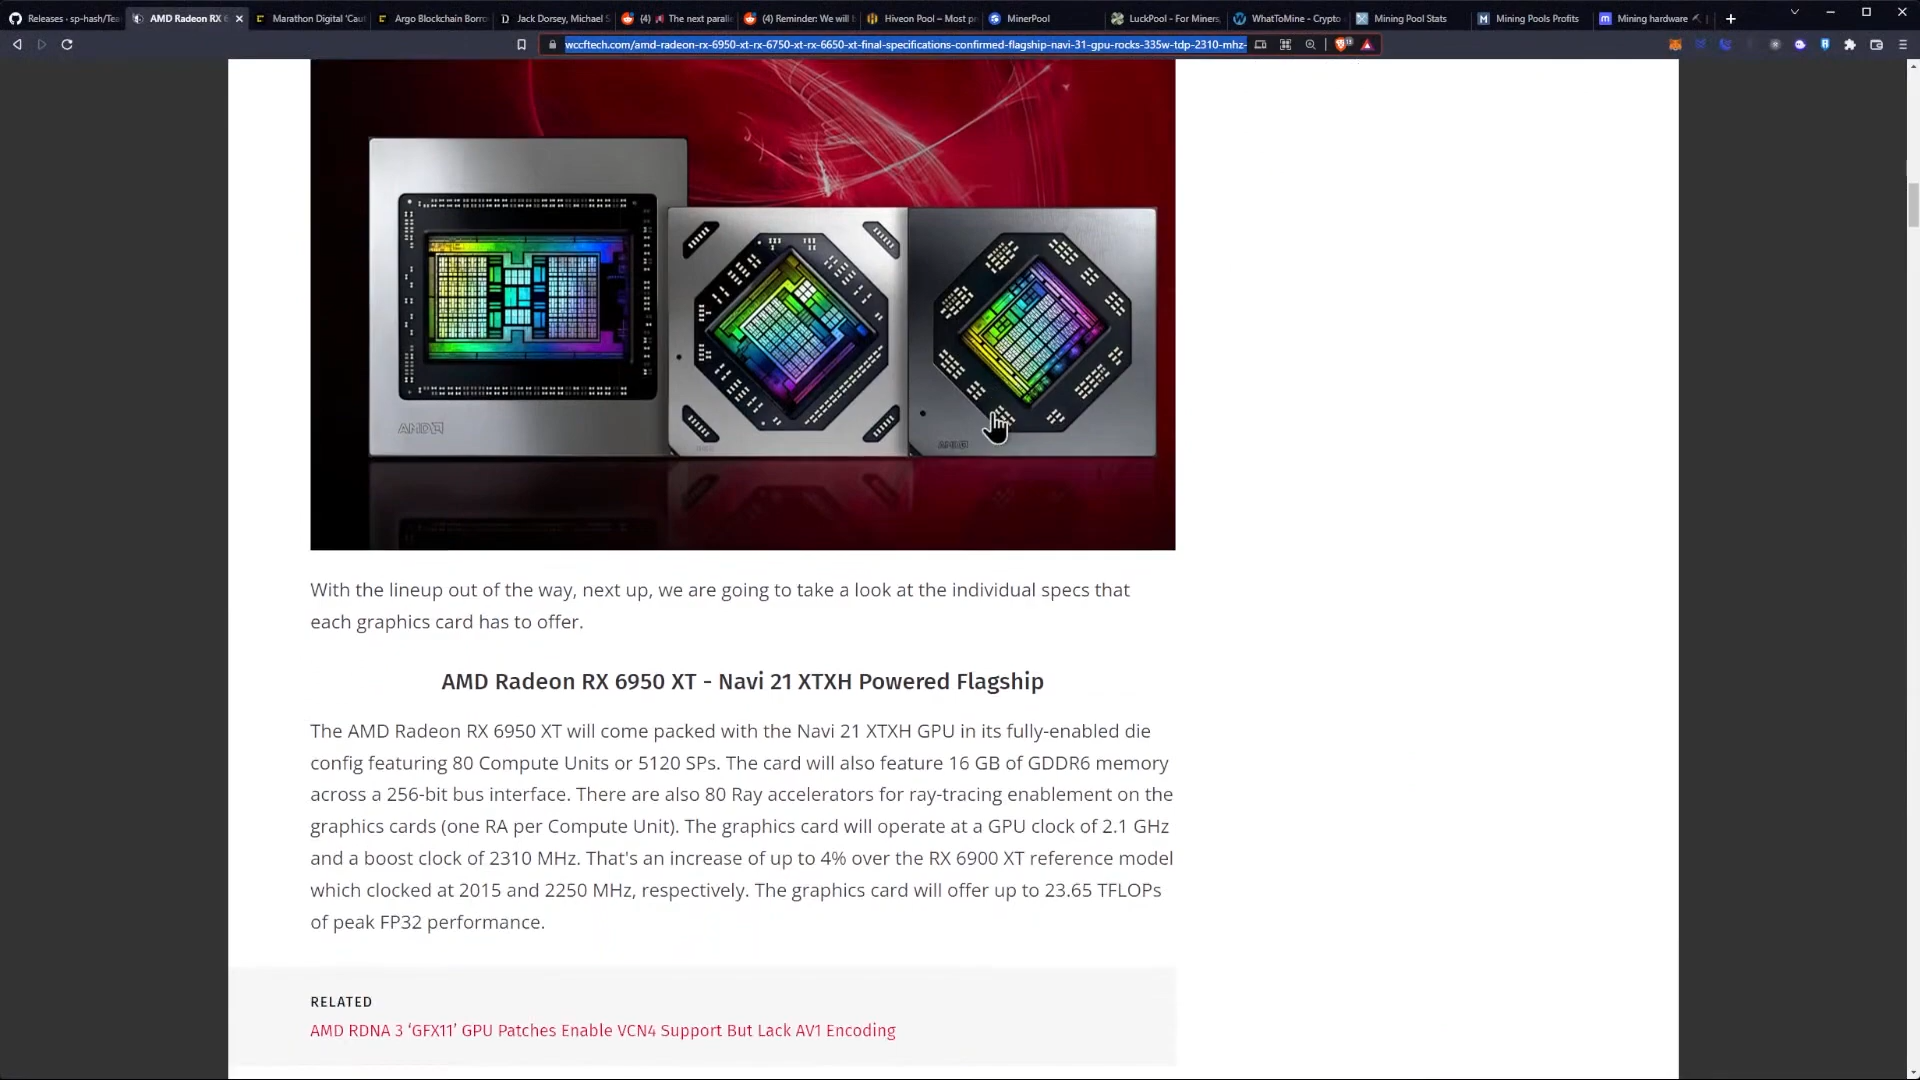 Releases · sp-hash/Tea
AMD Radeon RX 6
Marathon Digital 'Caut
Argo Blockchain Borro
Jack Dorsey, Michael S
(4) The next paralle
(4) Reminder: We will b
Hiveon Pool – Most pr
MinerPool
LuckPool - For Miners,
WhatToMine - Crypto
Mining Pool Stats
Mining Pools Profits
Mining hardware
wccftech.com/amd-radeon-rx-6950-xt-rx-6750-xt-rx-6650-xt-final-specifications-confirmed-flagship-navi-31-gpu-rocks-335w-tdp-2310-mhz-
AMD
AMD
With the lineup out of the way, next up, we are going to take a look at the individual specs that
each graphics card has to offer.
AMD Radeon RX 6950 XT - Navi 21 XTXH Powered Flagship
The AMD Radeon RX 6950 XT will come packed with the Navi 21 XTXH GPU in its fully-enabled die
config featuring 80 Compute Units or 5120 SPs. The card will also feature 16 GB of GDDR6 memory
across a 256-bit bus interface. There are also 80 Ray accelerators for ray-tracing enablement on the
graphics cards (one RA per Compute Unit). The graphics card will operate at a GPU clock of 2.1 GHz
and a boost clock of 2310 MHz. That's an increase of up to 4% over the RX 6900 XT reference model
which clocked at 2015 and 2250 MHz, respectively. The graphics card will offer up to 23.65 TFLOPs
of peak FP32 performance.
RELATED
AMD RDNA 3 ‘GFX11’ GPU Patches Enable VCN4 Support But Lack AV1 Encoding